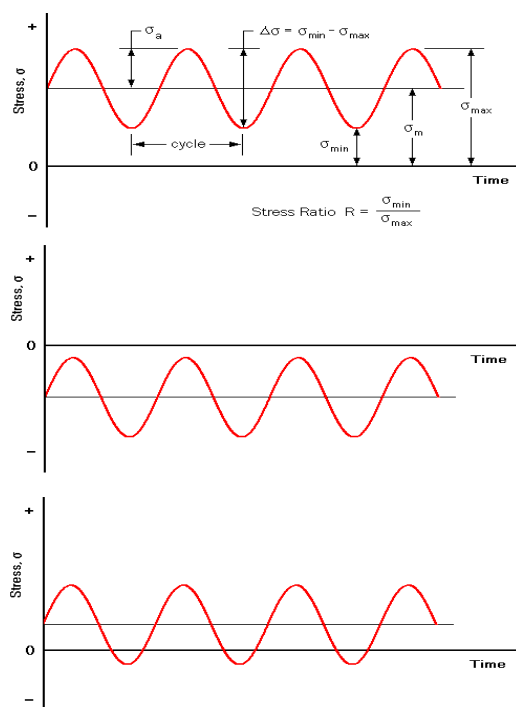 +
σa
Δσ = σmin - σmax
Stress, σ
σmax
σm
cycle
σmin
0
Time
−
Stress Ratio R = σmin
σmax
+
Stress, σ
0
Time
−
+
Stress, σ
0
Time
−